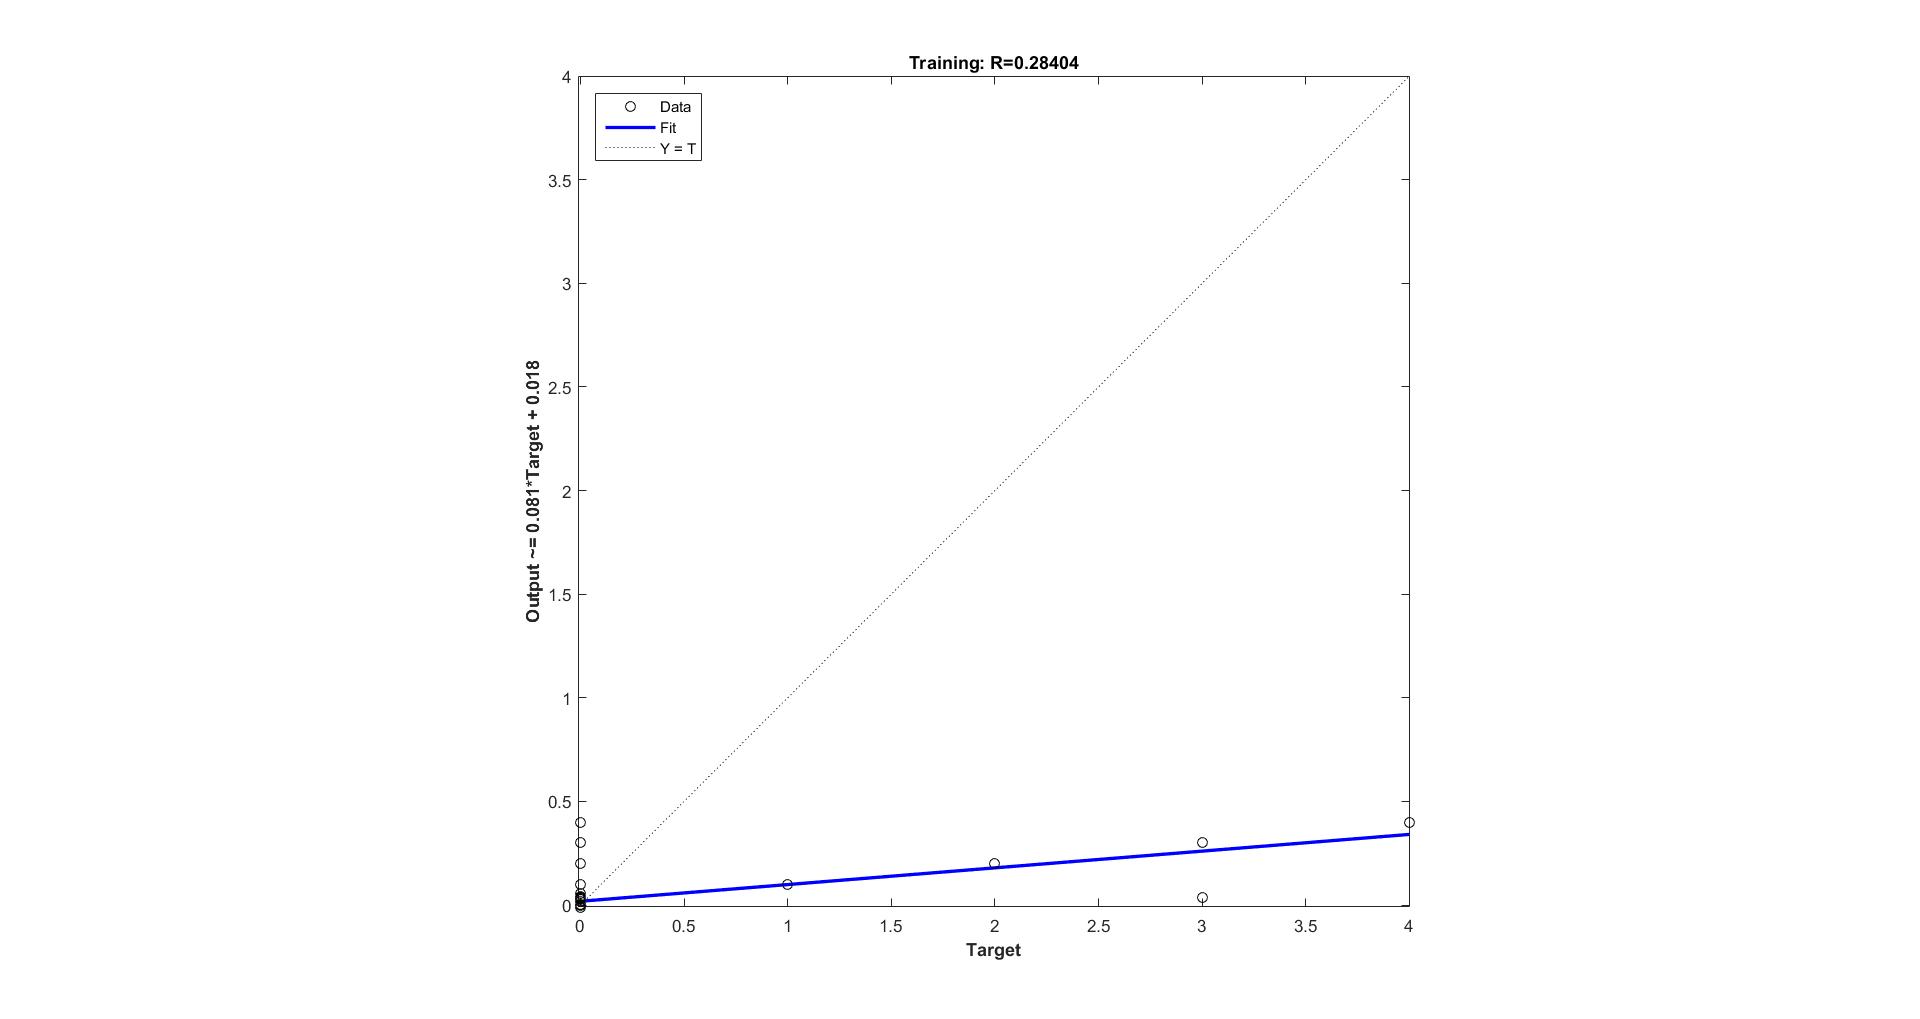 Training: R=0.28404
Data
Fit
Y = T
Output ~= 0.081*Target + 0.018
4
3.5
3
2.5
2
1.5
1
0.5
0
0 0.5 1 1.5 2 2.5 3 3.5 4
Target